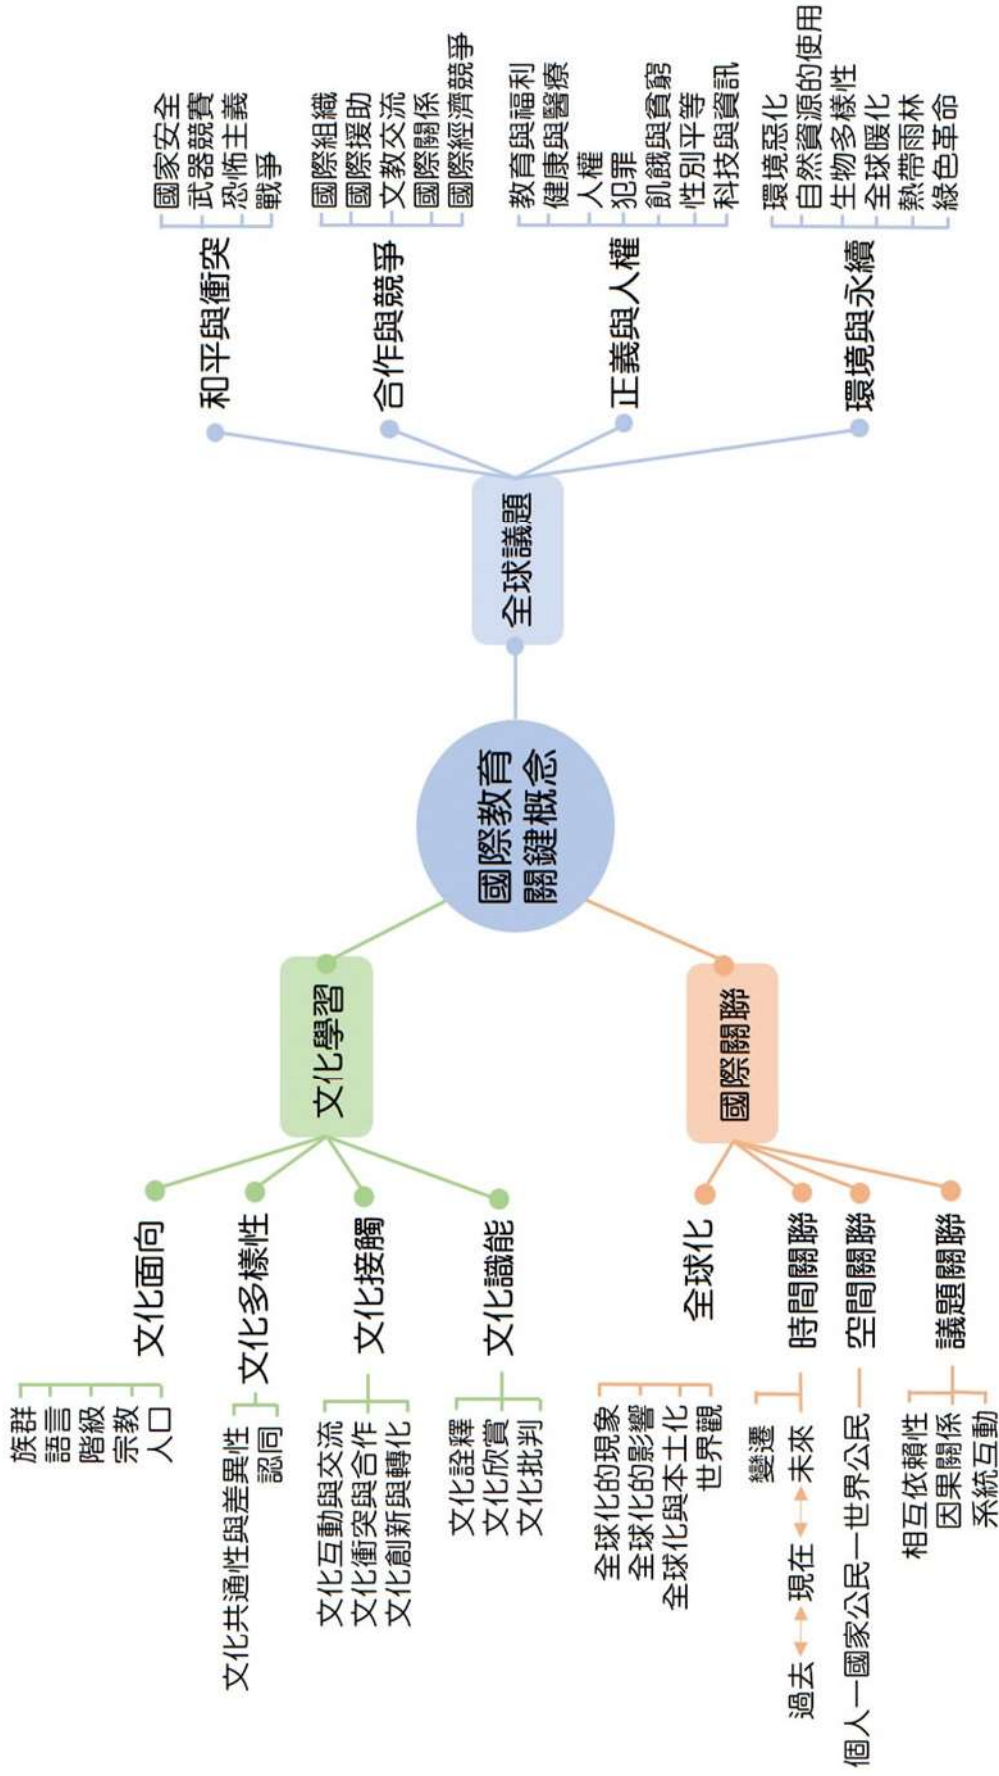 國際教育
關鍵概念
文化學習
文化面向
族群
語言
階級
宗教
人口
文化多樣性
文化共通性與差異性
認同
文化接觸
文化互動與交流
文化衝突與合作
文化創新與轉化
文化識能
文化詮釋
文化欣賞
文化批判
國際關聯
全球化
全球化的現象
全球化的影響
全球化與本土化
世界觀
時間關聯
變遷
過去↔現在↔未來
空間關聯
個人—國家公民—世界公民
議題關聯
相互依賴性
因果關係
系統互動
全球議題
和平與衝突
國家安全
武器競賽
恐怖主義
戰爭
合作與競爭
國際組織
國際援助
文教交流
國際關係
國際經濟競爭
正義與人權
教育與福利
健康與醫療
人權
犯罪
飢餓與貧窮
性別平等
科技與資訊
環境與永續
環境惡化
自然資源的使用
生物多樣性
全球暖化
熱帶雨林
綠色革命